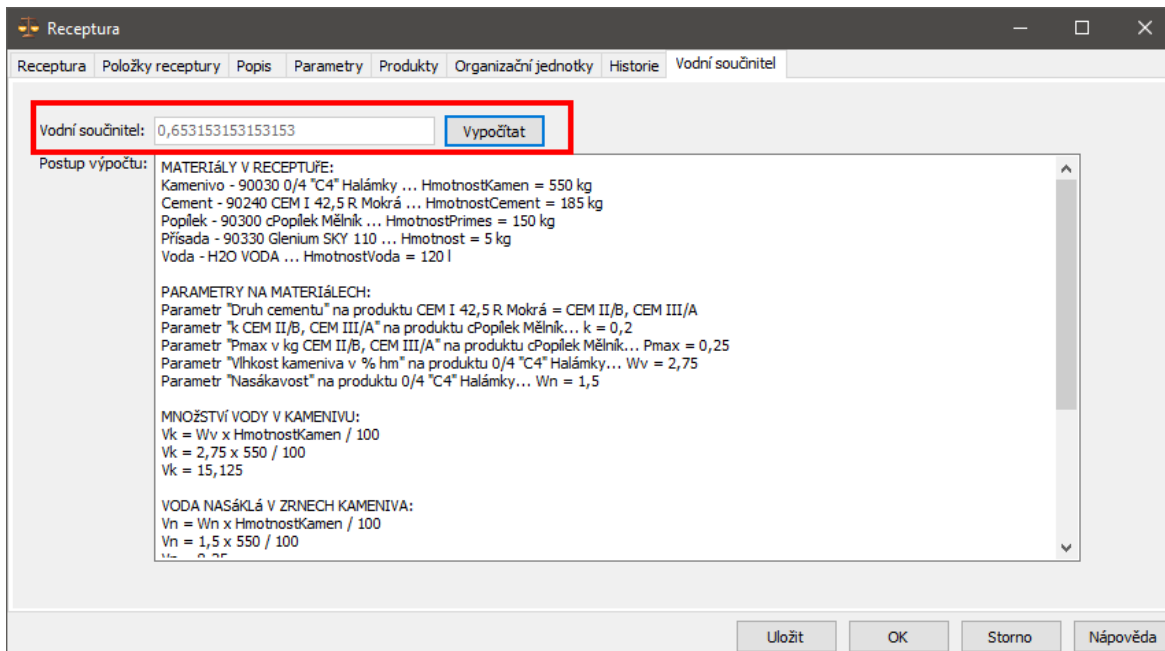 Receptura
Receptura Položky receptury Popis Parametry Produkty Organizační jednotky Historie Vodní součinitel
Vodní součinitel: 0,653153153153153 Vypočítat
Postup výpočtu:
MATERIáLY V RECEPTUřE:
Kamenivo - 90030 0/4 "C4" Halámky ... HmotnostKamen = 550 kg
Cement - 90240 CEM I 42,5 R Mokrá ... HmotnostCement = 185 kg
Popílek - 90300 cPopílek Mělník ... HmotnostPrimes = 150 kg
Přísada - 90330 Glenium SKY 110 ... Hmotnost = 5 kg
Voda - H2O VODA ... HmotnostVoda = 120 l
PARAMETRY NA MATERIáLECH:
Parametr "Druh cementu" na produktu CEM I 42,5 R Mokrá = CEM II/B, CEM III/A
Parametr "k CEM II/B, CEM III/A" na produktu cPopílek Mělník... k = 0,2
Parametr "Pmax v kg CEM II/B, CEM III/A" na produktu cPopílek Mělník... Pmax = 0,25
Parametr "Vlhkost kameniva v % hm" na produktu 0/4 "C4" Halámky... Wv = 2,75
Parametr "Nasákavost" na produktu 0/4 "C4" Halámky... Wn = 1,5
MNOžSTVí VODY V KAMENIVU:
Vk = Wv x HmotnostKamen / 100
Vk = 2,75 x 550 / 100
Vk = 15,125
VODA NASáKLá V ZRNECH KAMENIVA:
Vn = Wn x HmotnostKamen / 100
Vn = 1,5 x 550 / 100
Uložit OK Storno Nápověda